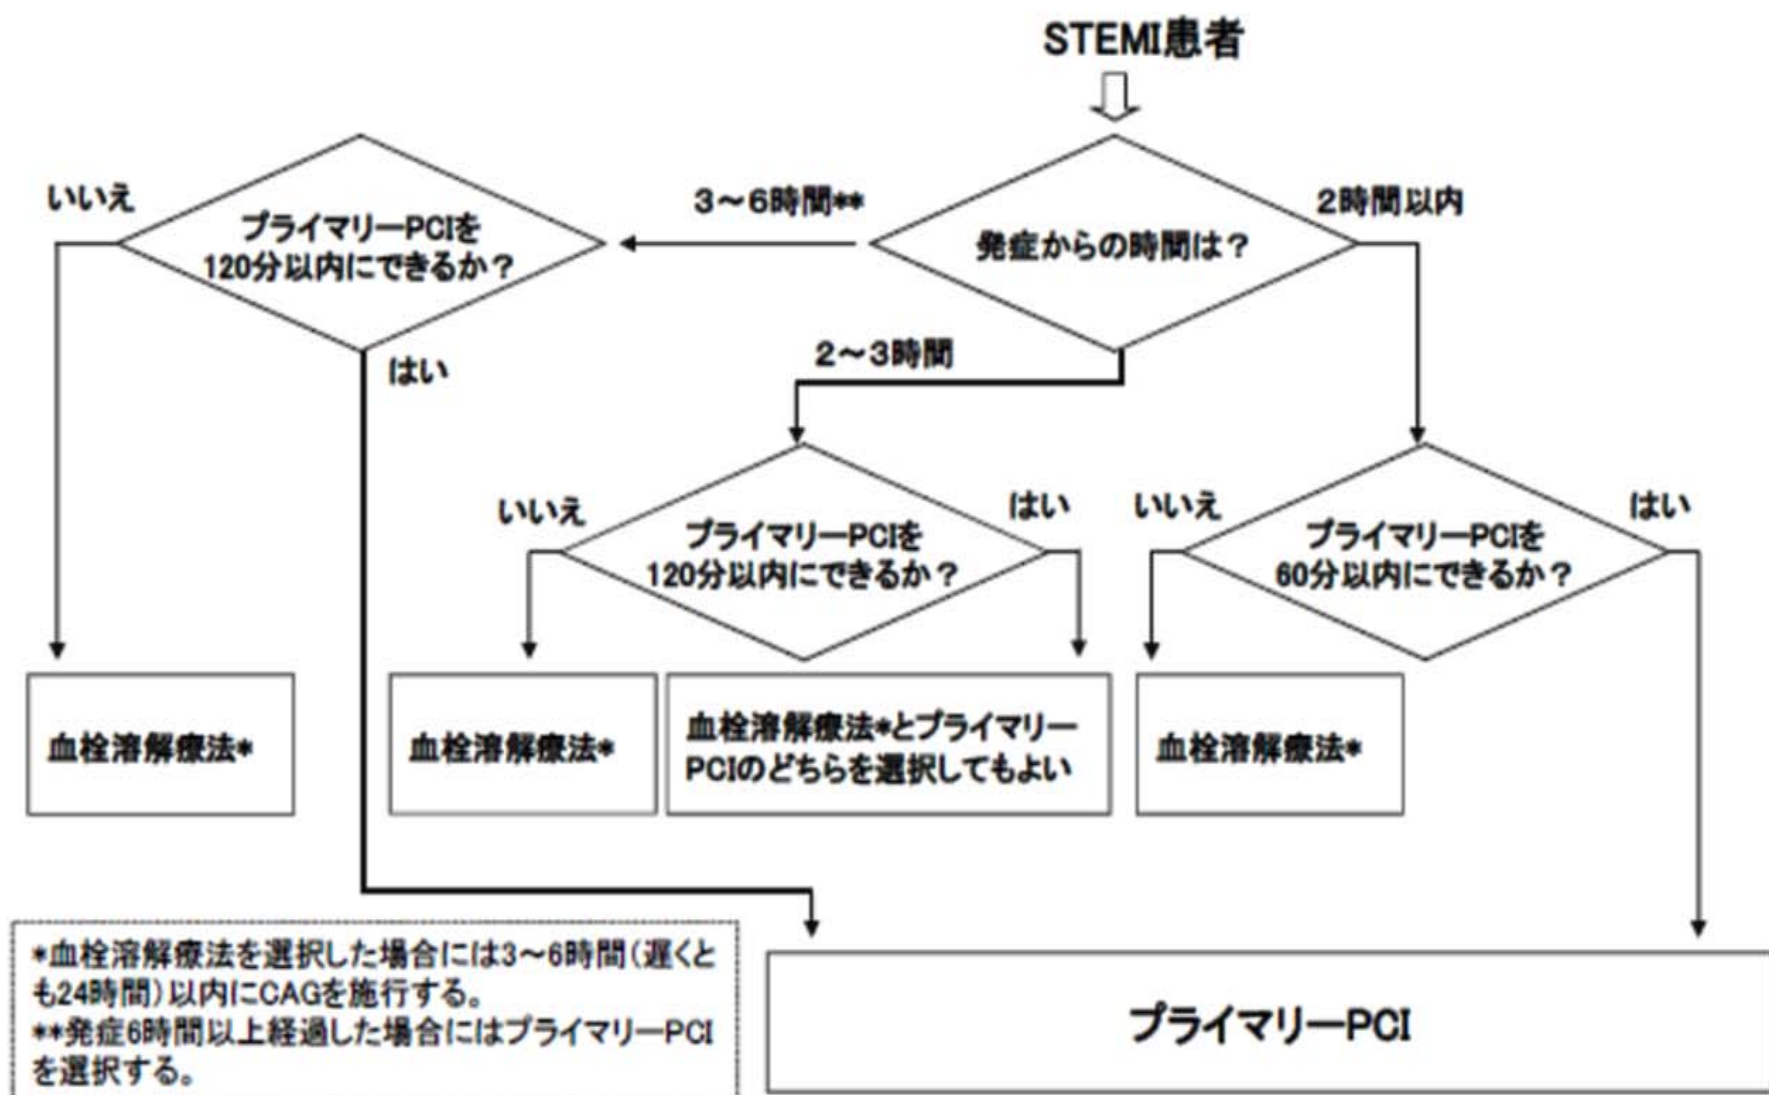 STEMI患者
いいえ
プライマリーPCIを
120分以内にできるか？
はい
3～6時間**
発症からの時間は？
2時間以内
2～3時間
いいえ
プライマリーPCIを
120分以内にできるか？
はい
いいえ
プライマリーPCIを
60分以内にできるか？
はい
血栓溶解療法*
血栓溶解療法*
血栓溶解療法*とプライマリー
PCIのどちらを選択してもよい
血栓溶解療法*
*血栓溶解療法を選択した場合には3～6時間（遅くと
も24時間）以内にCAGを施行する。
**発症6時間以上経過した場合にはプライマリーPCI
を選択する。
プライマリーPCI